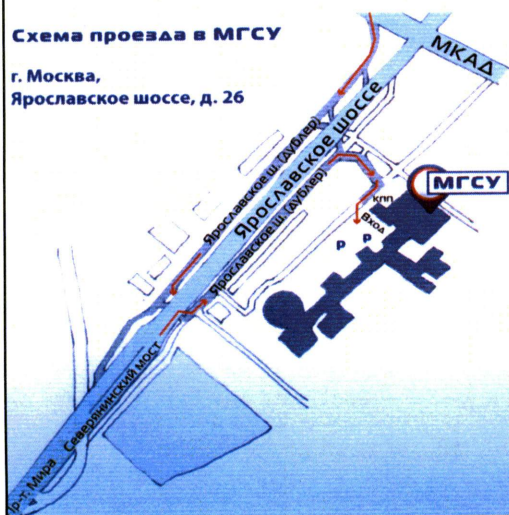 Схема проезда в МГСУ
г. Москва,
Ярославское шоссе, д. 26
МКАД
Ярославское ш. (дублер)
Ярославское шоссе
Ярославское ш. (дублер)
МГСУ
кпп
Вход
P P
Северянинский мост
пр-т. Мира